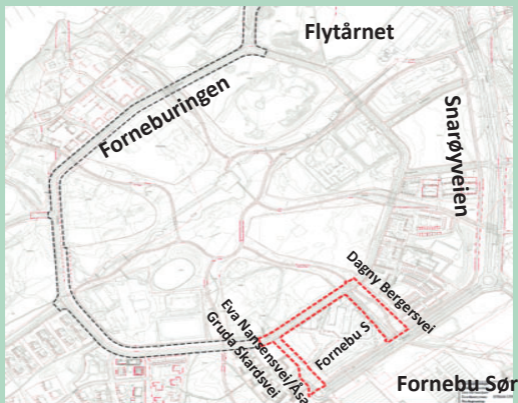 Flytårnet
Forneburingen
Snarøyveien
Dagny Bergersvei
Eva Nansensvei/Åsa
Gruda Skardsvei
Fornebu S
Fornebu Sør